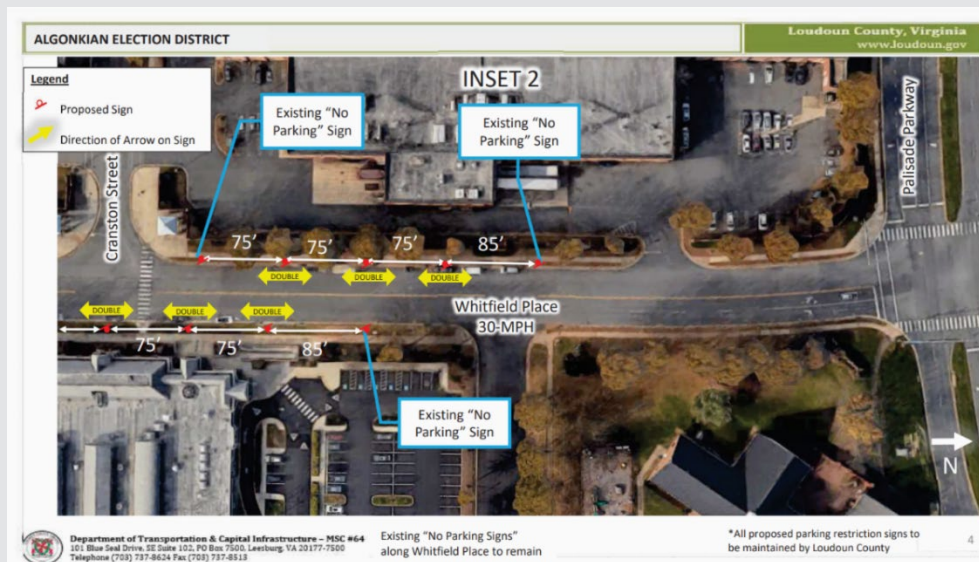 ALGONKIAN ELECTION DISTRICT
Loudoun County, Virginia
www.loudoun.gov
Legend
Proposed Sign
Direction of Arrow on Sign
INSET 2
Existing “No
Parking” Sign
Existing “No
Parking” Sign
Cranston Street
Palisade Parkway
75’
75’
75’
85’
DOUBLE
DOUBLE
DOUBLE
Whitfield Place
30-MPH
DOUBLE
DOUBLE
DOUBLE
75’
75’
85’
Existing “No
Parking” Sign
N
Department of Transportation & Capital Infrastructure – MSC #64
101 Blue Seal Drive, SE Suite 102, PO Box 7500, Leesburg, VA 20177-7500
Telephone (703) 737-8624 Fax (703) 737-8513
Existing “No Parking Signs”
along Whitfield Place to remain
*All proposed parking restriction signs to
be maintained by Loudoun County
4